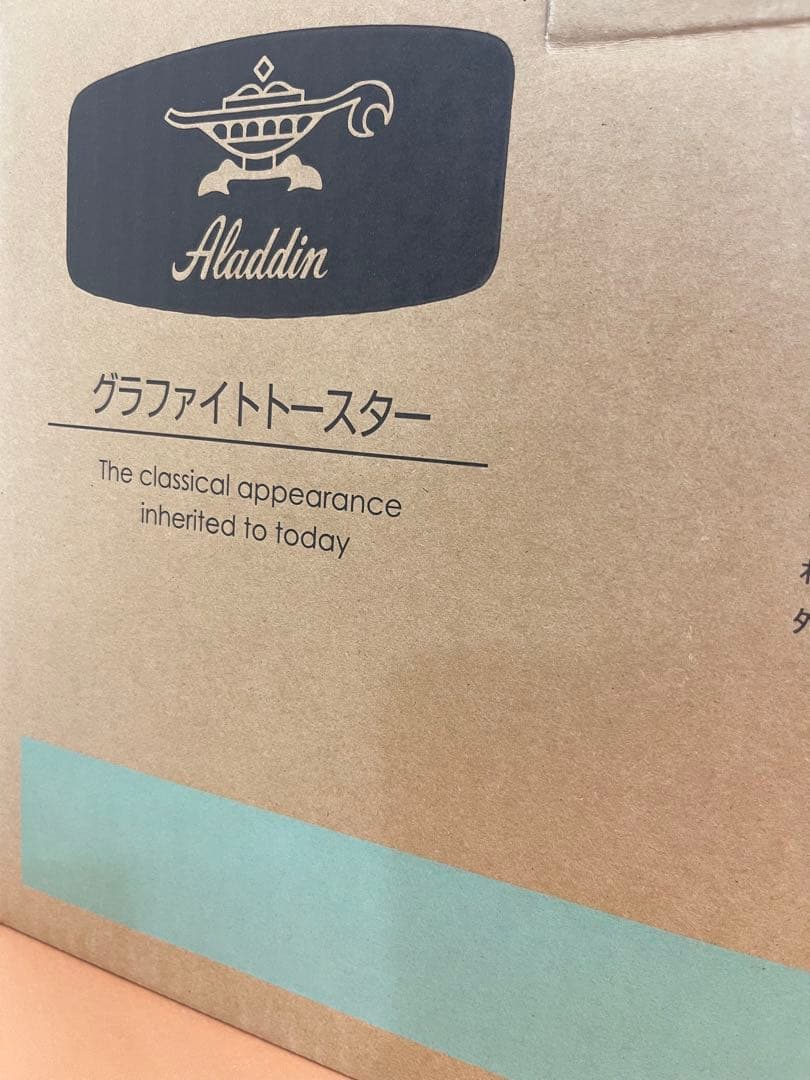 Aladdin
グラファイトトースター
The classical appearance
inherited to today